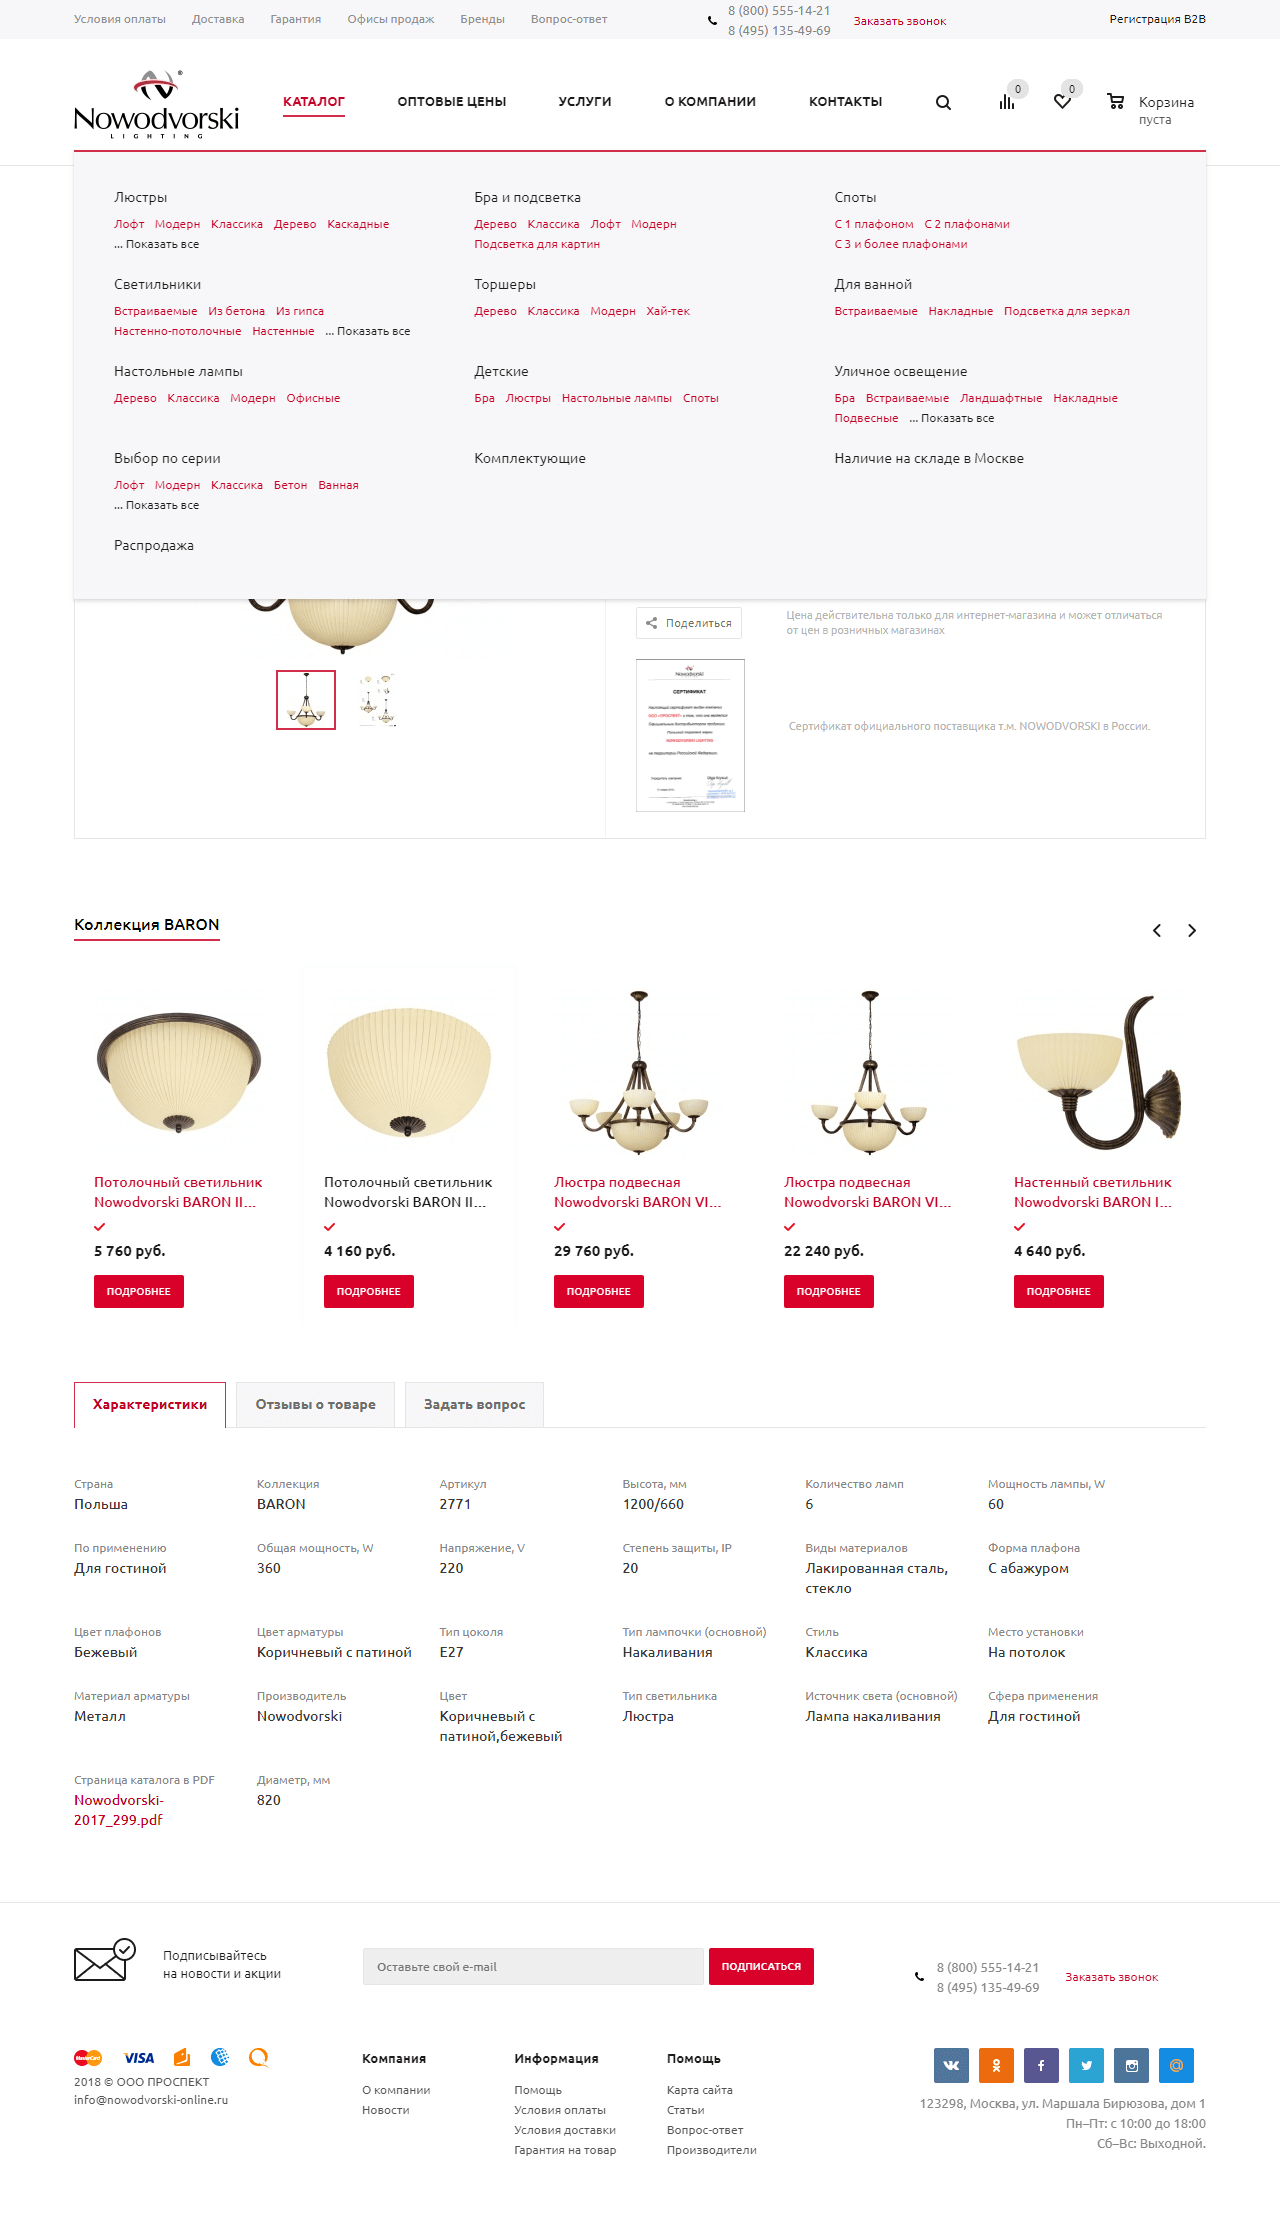 Условия оплаты Доставка Гарантия Офисы продаж Бренды Вопрос-ответ
8 (800) 555-14-21
8 (495) 135-49-69
Заказать звонок
Регистрация B2B
Nowodvorski
LIGHTING
КАТАЛОГ ОПТОВЫЕ ЦЕНЫ УСЛУГИ О КОМПАНИИ КОНТАКТЫ
0
0
Корзина
пуста
Люстры
Лофт Модерн Классика Дерево Каскадные
... Показать все
Бра и подсветка
Дерево Классика Лофт Модерн
Подсветка для картин
Споты
С 1 плафоном С 2 плафонами
С 3 и более плафонами
Светильники
Встраиваемые Из бетона Из гипса
Настенно-потолочные Настенные ... Показать все
Торшеры
Дерево Классика Модерн Хай-тек
Для ванной
Встраиваемые Накладные Подсветка для зеркал
Настольные лампы
Дерево Классика Модерн Офисные
Детские
Бра Люстры Настольные лампы Споты
Уличное освещение
Бра Встраиваемые Ландшафтные Накладные
Подвесные ... Показать все
Выбор по серии
Лофт Модерн Классика Бетон Ванная
... Показать все
Комплектующие
Наличие на складе в Москве
Распродажа
Поделиться
Цена действительна только для интернет-магазина и может отличаться
от цен в розничных магазинах
Nowodvorski
СЕРТИФИКАТ
Сертификат официального поставщика т.м. NOWODVORSKI в России.
Коллекция BARON
Потолочный светильник
Nowodvorski BARON II...
5 760 руб.
ПОДРОБНЕЕ
Потолочный светильник
Nowodvorski BARON II...
4 160 руб.
ПОДРОБНЕЕ
Люстра подвесная
Nowodvorski BARON VI...
29 760 руб.
ПОДРОБНЕЕ
Люстра подвесная
Nowodvorski BARON VI...
22 240 руб.
ПОДРОБНЕЕ
Настенный светильник
Nowodvorski BARON I...
4 640 руб.
ПОДРОБНЕЕ
Характеристики Отзывы о товаре Задать вопрос
Страна
Польша
Коллекция
BARON
Артикул
2771
Высота, мм
1200/660
Количество ламп
6
Мощность лампы, W
60
По применению
Для гостиной
Общая мощность, W
360
Напряжение, V
220
Степень защиты, IP
20
Виды материалов
Лакированная сталь,
стекло
Форма плафона
С абажуром
Цвет плафонов
Бежевый
Цвет арматуры
Коричневый с патиной
Тип цоколя
E27
Тип лампочки (основной)
Накаливания
Стиль
Классика
Место установки
На потолок
Материал арматуры
Металл
Производитель
Nowodvorski
Цвет
Коричневый с
патиной,бежевый
Тип светильника
Люстра
Источник света (основной)
Лампа накаливания
Сфера применения
Для гостиной
Страница каталога в PDF
Nowodvorski-
2017_299.pdf
Диаметр, мм
820
Подписывайтесь
на новости и акции
Оставьте свой e-mail
ПОДПИСАТЬСЯ
8 (800) 555-14-21
8 (495) 135-49-69
Заказать звонок
MasterCard VISA
2018 © ООО ПРОСПЕКТ
info@nowodvorski-online.ru
Компания
О компании
Новости
Информация
Помощь
Условия оплаты
Условия доставки
Гарантия на товар
Помощь
Карта сайта
Статьи
Вопрос-ответ
Производители
123298, Москва, ул. Маршала Бирюзова, дом 1
Пн–Пт: с 10:00 до 18:00
Сб–Вс: Выходной.